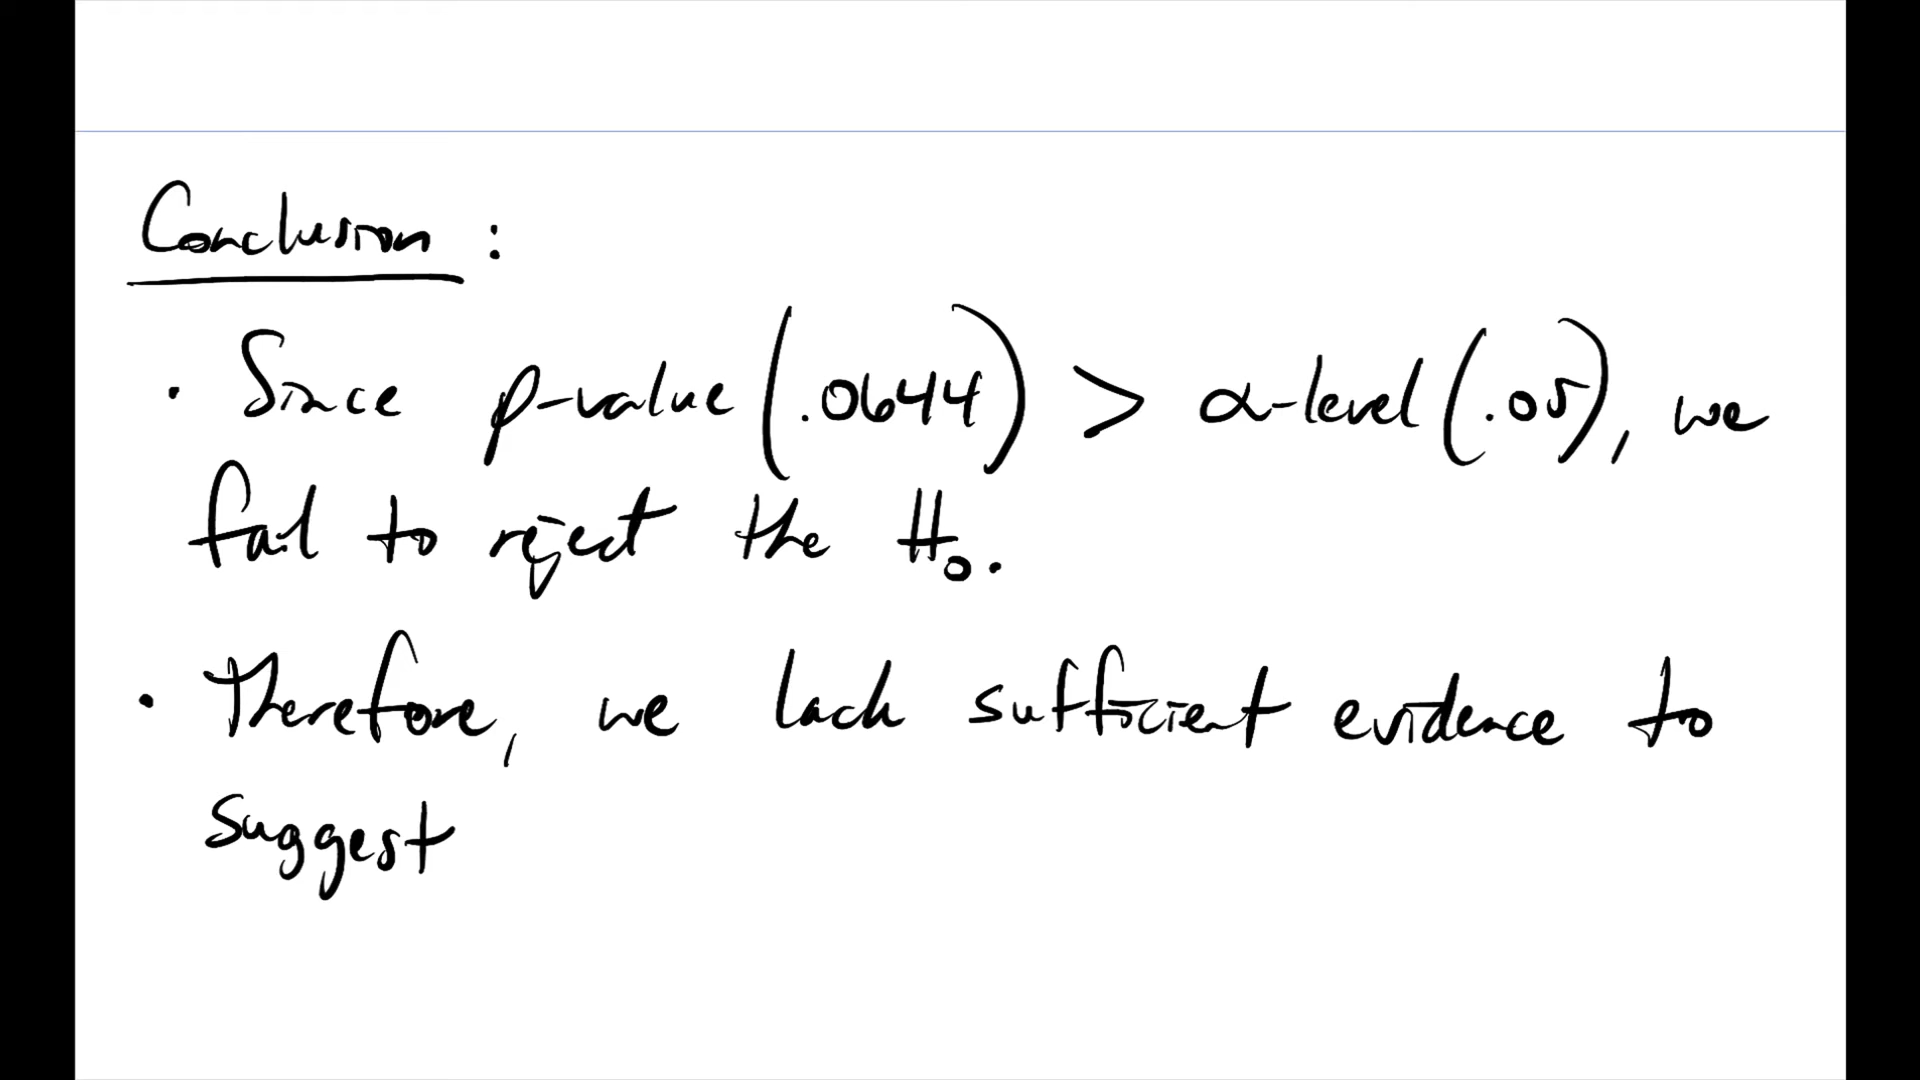 Conclusion :
· Since p-value (.0644) > α-level (.05), we
fail to reject the H₀.
· Therefore, we lack sufficient evidence to
suggest